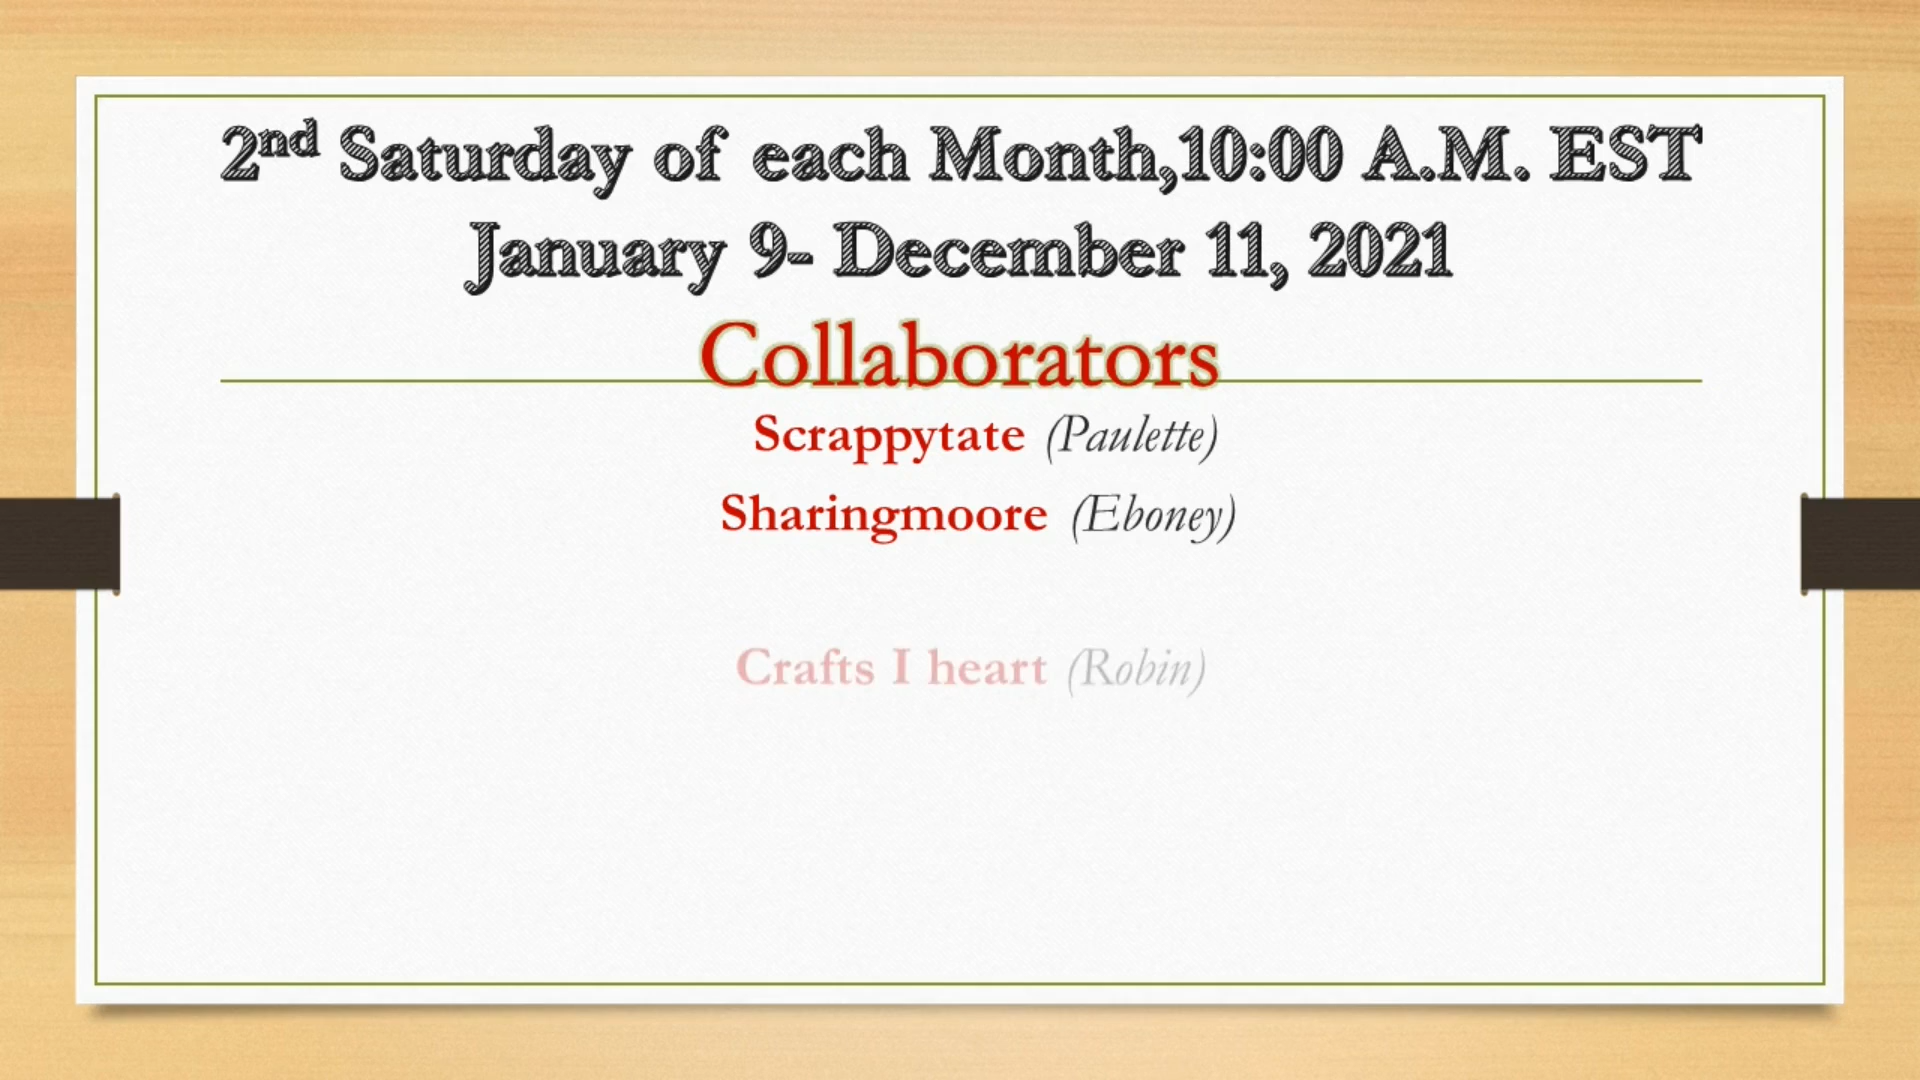 2nd Saturday of each Month,10:00 A.M. EST
January 9- December 11, 2021
Collaborators
Scrappytate (Paulette)
Sharingmoore (Eboney)
Crafts I heart (Robin)